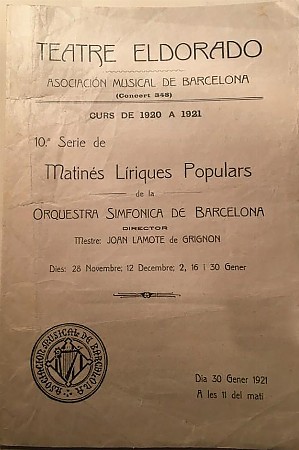 TEATRE ELDORADO
ASOCIACIÓN MUSICAL DE BARCELONA
(Concert 348)
CURS DE 1920 A 1921
10.ª Serie de
Matinés Líriques Populars
de la
ORQUESTRA SIMFONICA DE BARCELONA
DIRECTOR
Mestre: JOAN LAMOTE DE GRIGNON
Dies: 28 Novembre; 12 Decembre; 2, 16 i 30 Gener
ASOCIACION MUSICAL DE BARCELONA
Dia 30 Gener 1921
A les 11 del matí